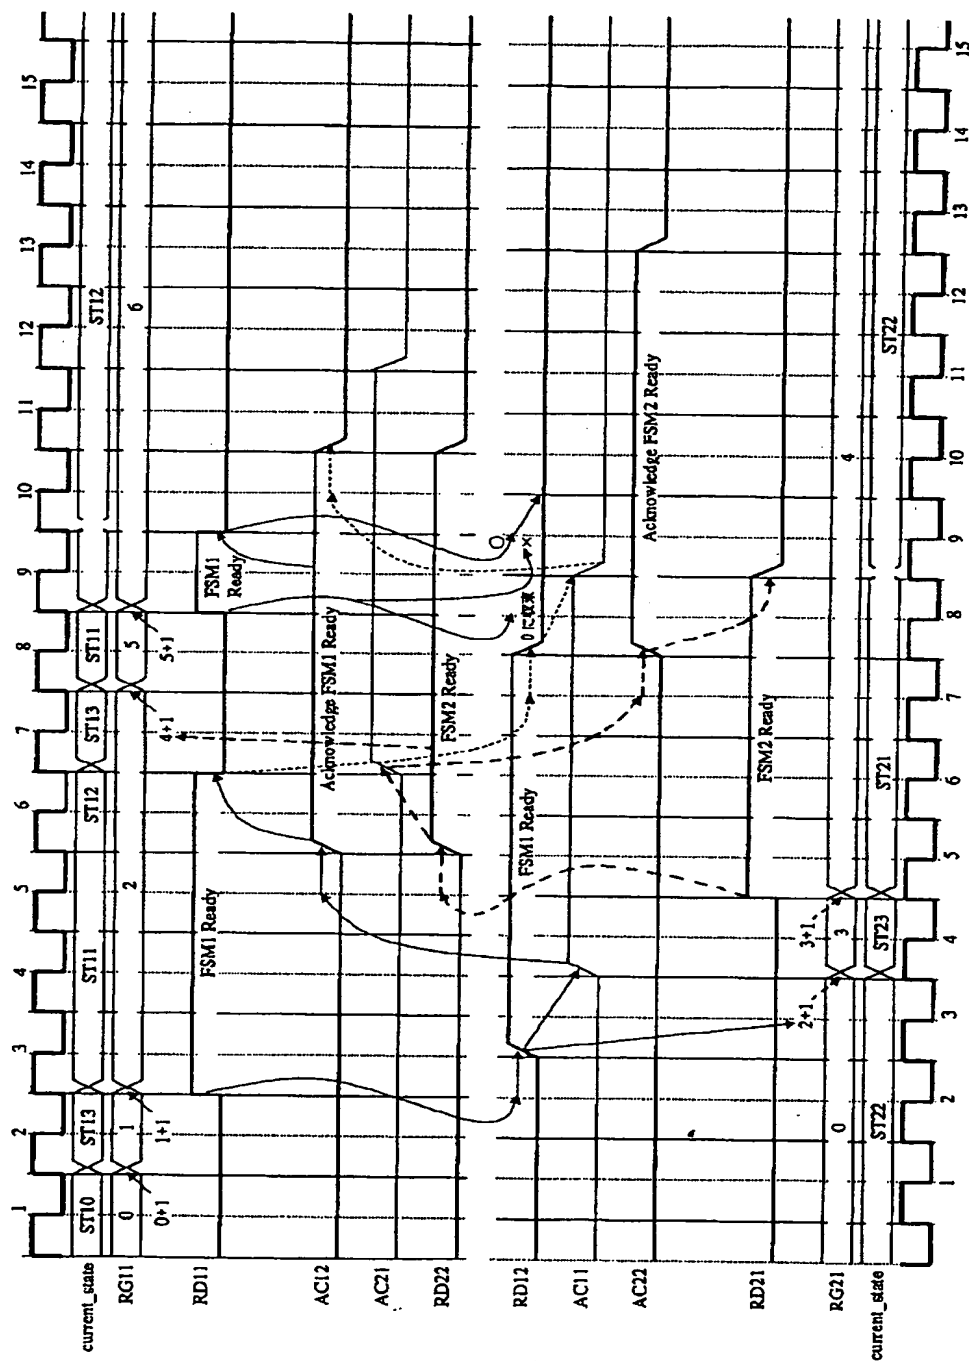 1 2 3 4 5 6 7 8 9 10 11 12 13 14 15
current_state ST10 ST13 ST11 ST12 ST13 ST11 ST12
RG11 0 1 2 5 6
0+1 1+1 4+1 5+1
RD11 FSM1 Ready FSM1 Ready
AC12 Acknowledge FSM1 Ready
AC21
RD22 FSM2 Ready
RD12 FSM1 Ready 0に収束 × ○
AC11
AC22 Acknowledge FSM2 Ready
RD21 FSM2 Ready
2+1 3+1
RG21 0 3 4
current_state ST22 ST23 ST21 ST22
1 2 3 4 5 6 7 8 9 10 11 12 13 14 15